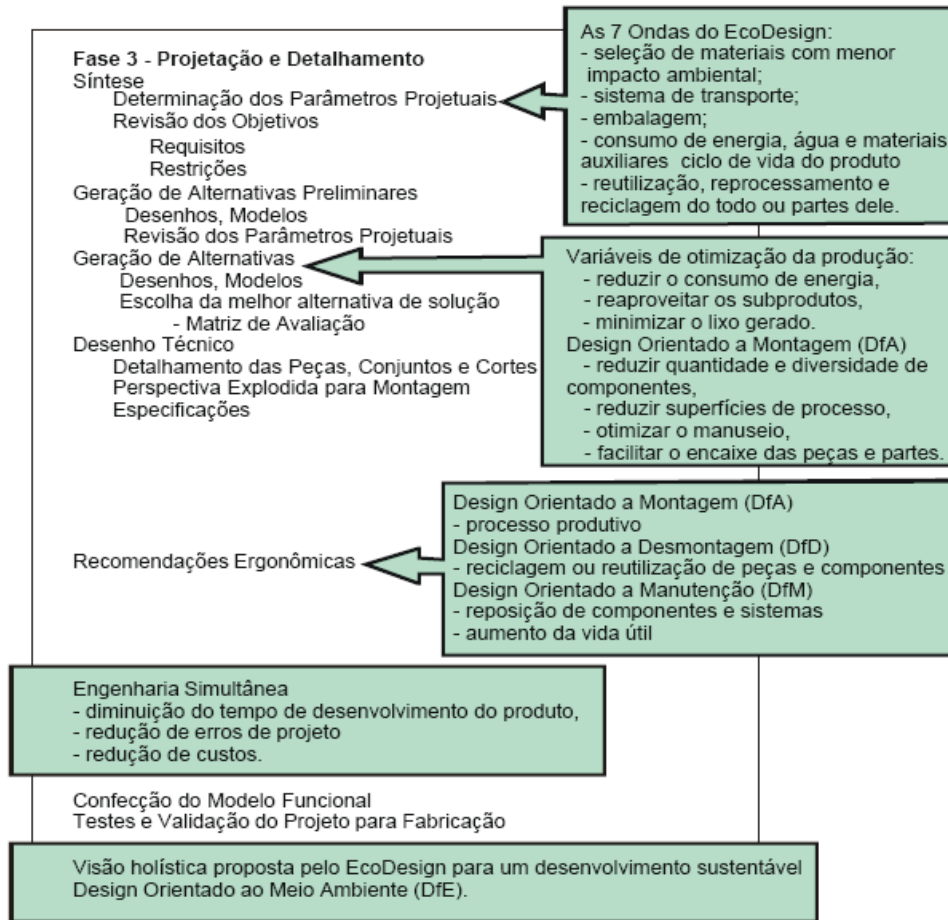 Fase 3 - Projetação e Detalhamento
Síntese
Determinação dos Parâmetros Projetuais
Revisão dos Objetivos
Requisitos
Restrições
Geração de Alternativas Preliminares
Desenhos, Modelos
Revisão dos Parâmetros Projetuais
Geração de Alternativas
Desenhos, Modelos
Escolha da melhor alternativa de solução
- Matriz de Avaliação
Desenho Técnico
Detalhamento das Peças, Conjuntos e Cortes
Perspectiva Explodida para Montagem
Especificações
As 7 Ondas do EcoDesign:
- seleção de materiais com menor
impacto ambiental;
- sistema de transporte;
- embalagem;
- consumo de energia, água e materiais
auxiliares ciclo de vida do produto
- reutilização, reprocessamento e
reciclagem do todo ou partes dele.
Variáveis de otimização da produção:
- reduzir o consumo de energia,
- reaproveitar os subprodutos,
- minimizar o lixo gerado.
Design Orientado a Montagem (DfA)
- reduzir quantidade e diversidade de
componentes,
- reduzir superfícies de processo,
- otimizar o manuseio,
- facilitar o encaixe das peças e partes.
Recomendações Ergonômicas
Design Orientado a Montagem (DfA)
- processo produtivo
Design Orientado a Desmontagem (DfD)
- reciclagem ou reutilização de peças e componentes
Design Orientado a Manutenção (DfM)
- reposição de componentes e sistemas
- aumento da vida útil
Engenharia Simultânea
- diminuição do tempo de desenvolvimento do produto,
- redução de erros de projeto
- redução de custos.
Confecção do Modelo Funcional
Testes e Validação do Projeto para Fabricação
Visão holística proposta pelo EcoDesign para um desenvolvimento sustentável
Design Orientado ao Meio Ambiente (DfE).